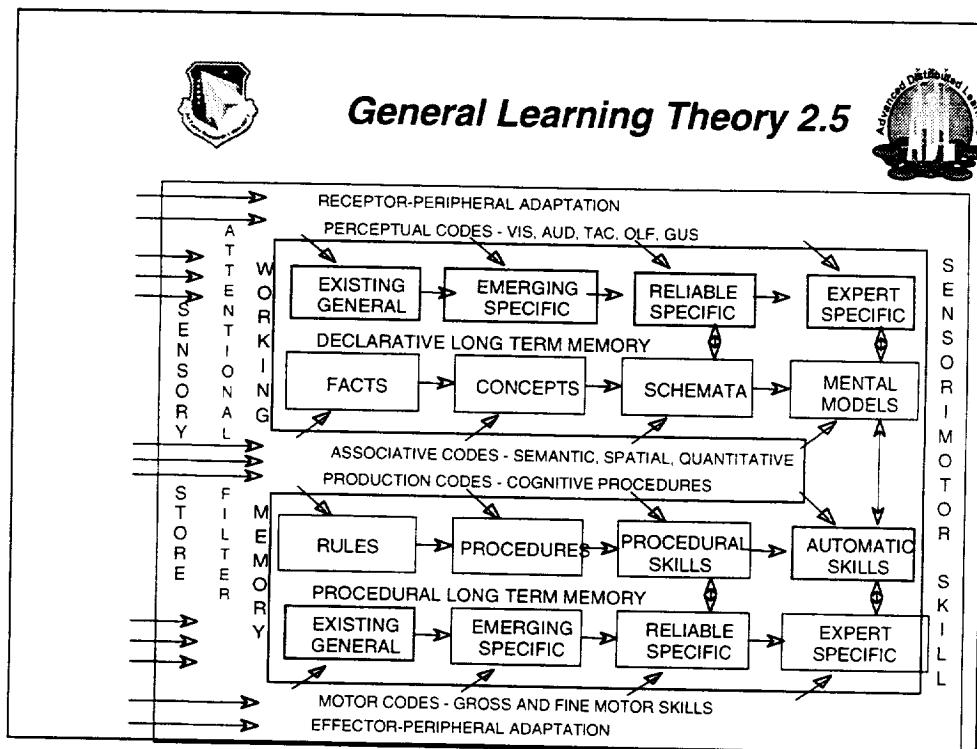 General Learning Theory 2.5
Advanced Distributed
RECEPTOR-PERIPHERAL ADAPTATION
PERCEPTUAL CODES - VIS, AUD, TAC, OLF, GUS
SENSORY STORE
ATTENTIONAL FILTER
WORKING MEMORY
EXISTING GENERAL
EMERGING SPECIFIC
RELIABLE SPECIFIC
EXPERT SPECIFIC
DECLARATIVE LONG TERM MEMORY
FACTS
CONCEPTS
SCHEMATA
MENTAL MODELS
ASSOCIATIVE CODES - SEMANTIC, SPATIAL, QUANTITATIVE
PRODUCTION CODES - COGNITIVE PROCEDURES
RULES
PROCEDURES
PROCEDURAL SKILLS
AUTOMATIC SKILLS
PROCEDURAL LONG TERM MEMORY
EXISTING GENERAL
EMERGING SPECIFIC
RELIABLE SPECIFIC
EXPERT SPECIFIC
MOTOR CODES - GROSS AND FINE MOTOR SKILLS
EFFECTOR-PERIPHERAL ADAPTATION
SENSORIMOTOR SKILL